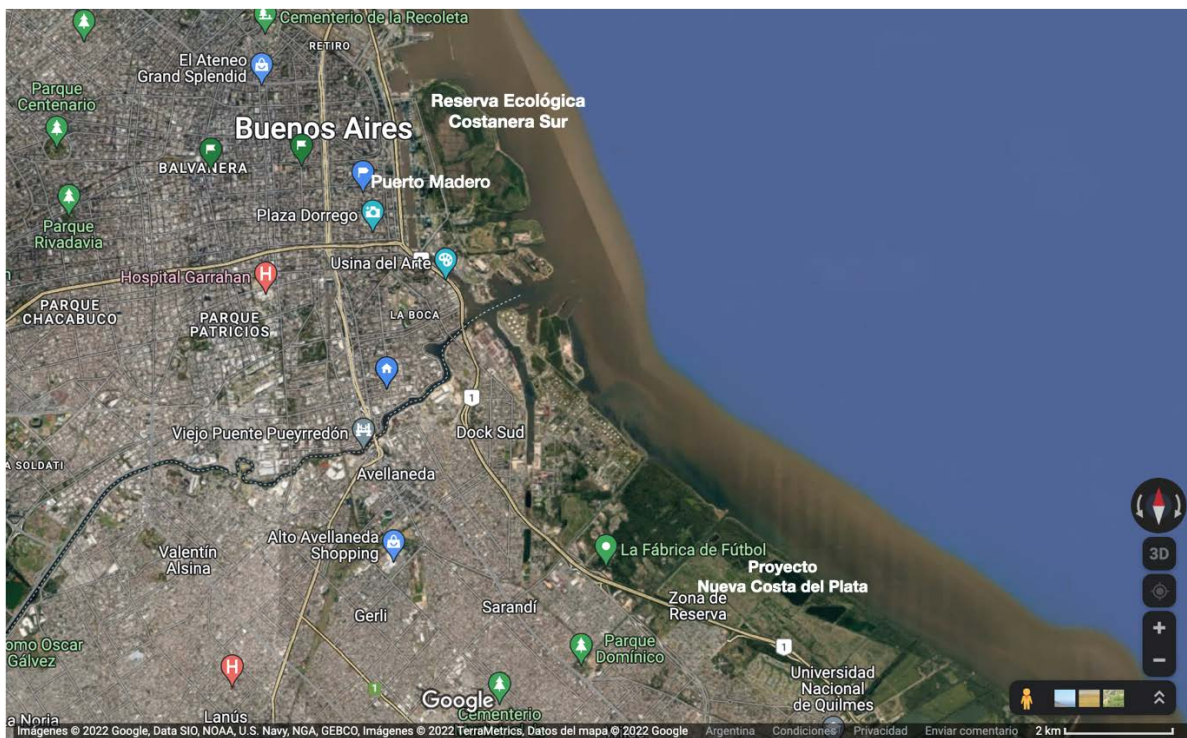 Cementerio de la Recoleta
RETIRO
El Ateneo
Grand Splendid
Parque
Centenario
Reserva Ecológica
Costanera Sur
Buenos Aires
BALVANERA
Puerto Madero
Plaza Dorrego
Parque
Rivadavia
Usina del Arte
Hospital Garrahan
H
PARQUE
CHACABUCO
PARQUE
PATRICIOS
LA BOCA
1
Viejo Puente Pueyrredón
Dock Sud
A SOLDATI
Avellaneda
3D
Alto Avellaneda
Shopping
La Fábrica de Fútbol
Valentín
Alsina
Proyecto
Nueva Costa del Plata
Zona de
Reserva
Sarandí
Gerli
+
−
1
omo Oscar
Gálvez
Parque
Domínico
H
Universidad
Nacional
de Quilmes
1
Google
Cementerio
a Noria
Lanús
Imágenes © 2022 Google, Data SIO, NOAA, U.S. Navy, NGA, GEBCO, Imágenes © 2022 TerraMetrics, Datos del mapa © 2022 Google Argentina Condiciones Privacidad Enviar comentario 2 km